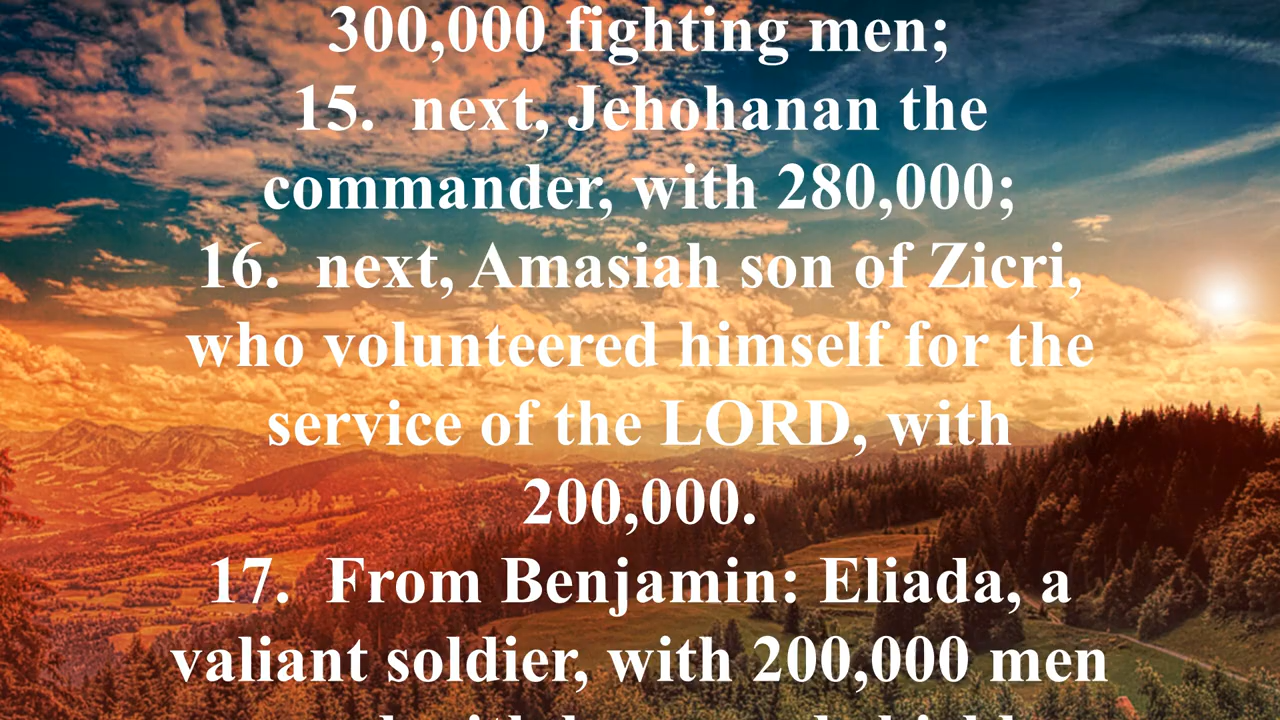 300,000 fighting men;
15.  next, Jehohanan the
commander, with 280,000;
16.  next, Amasiah son of Zicri,
who volunteered himself for the
service of the LORD, with
200,000.
17.  From Benjamin: Eliada, a
valiant soldier, with 200,000 men